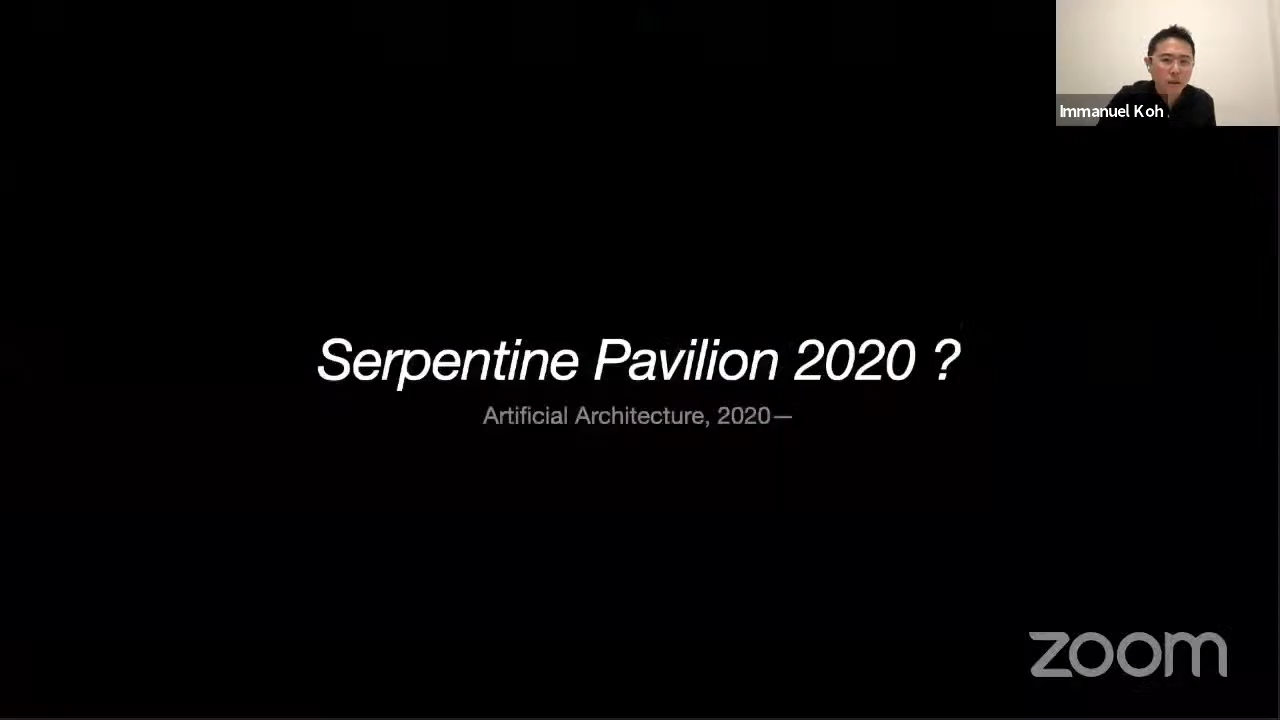 Immanuel Koh
Serpentine Pavilion 2020 ?
Artificial Architecture, 2020—
zoom